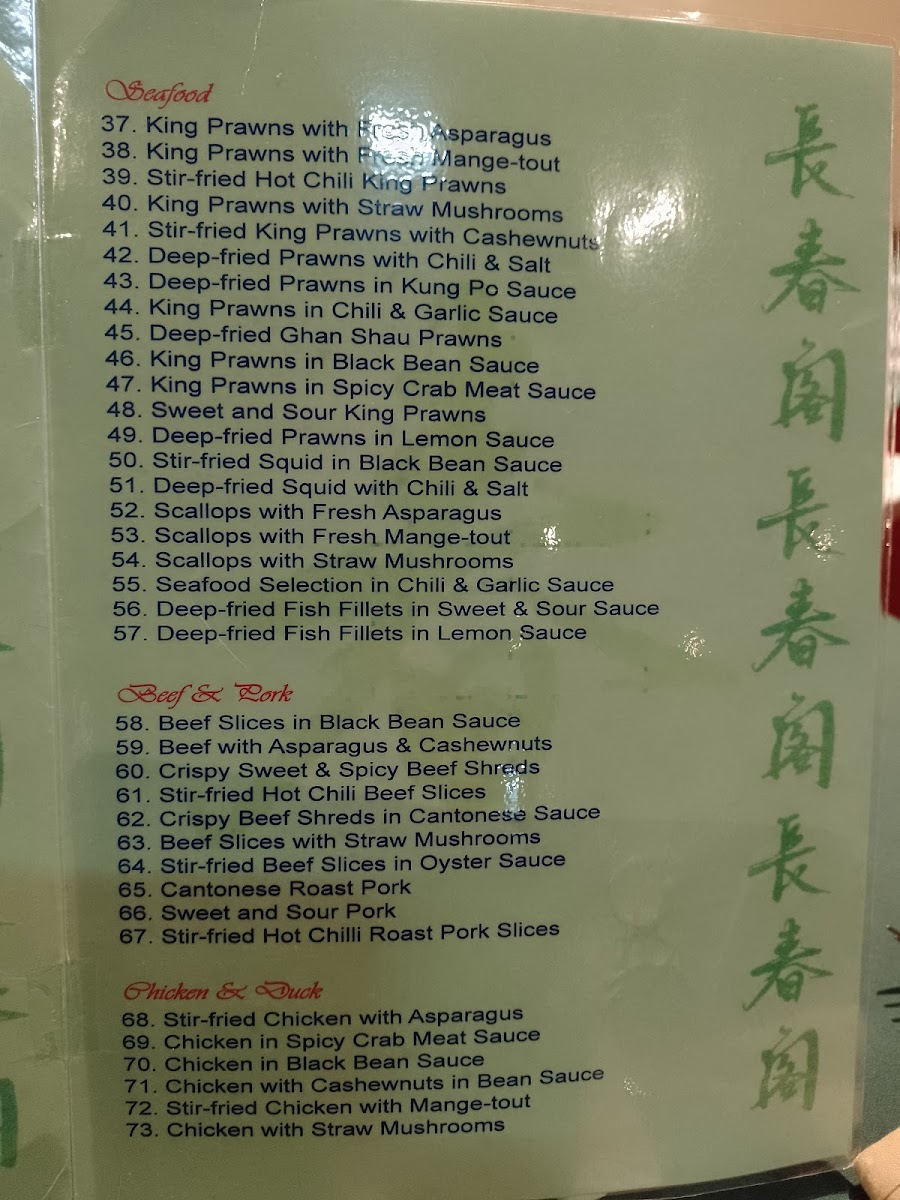 Seafood
37. King Prawns with Fresh Asparagus
38. King Prawns with Fresh Mange-tout
39. Stir-fried Hot Chili King Prawns
40. King Prawns with Straw Mushrooms
41. Stir-fried King Prawns with Cashewnuts
42. Deep-fried Prawns with Chili & Salt
43. Deep-fried Prawns in Kung Po Sauce
44. King Prawns in Chili & Garlic Sauce
45. Deep-fried Ghan Shau Prawns
46. King Prawns in Black Bean Sauce
47. King Prawns in Spicy Crab Meat Sauce
48. Sweet and Sour King Prawns
49. Deep-fried Prawns in Lemon Sauce
50. Stir-fried Squid in Black Bean Sauce
51. Deep-fried Squid with Chili & Salt
52. Scallops with Fresh Asparagus
53. Scallops with Fresh Mange-tout
54. Scallops with Straw Mushrooms
55. Seafood Selection in Chili & Garlic Sauce
56. Deep-fried Fish Fillets in Sweet & Sour Sauce
57. Deep-fried Fish Fillets in Lemon Sauce
Beef & Pork
58. Beef Slices in Black Bean Sauce
59. Beef with Asparagus & Cashewnuts
60. Crispy Sweet & Spicy Beef Shreds
61. Stir-fried Hot Chili Beef Slices
62. Crispy Beef Shreds in Cantonese Sauce
63. Beef Slices with Straw Mushrooms
64. Stir-fried Beef Slices in Oyster Sauce
65. Cantonese Roast Pork
66. Sweet and Sour Pork
67. Stir-fried Hot Chilli Roast Pork Slices
Chicken & Duck
68. Stir-fried Chicken with Asparagus
69. Chicken in Spicy Crab Meat Sauce
70. Chicken in Black Bean Sauce
71. Chicken with Cashewnuts in Bean Sauce
72. Stir-fried Chicken with Mange-tout
73. Chicken with Straw Mushrooms
長春閣長春閣長春閣